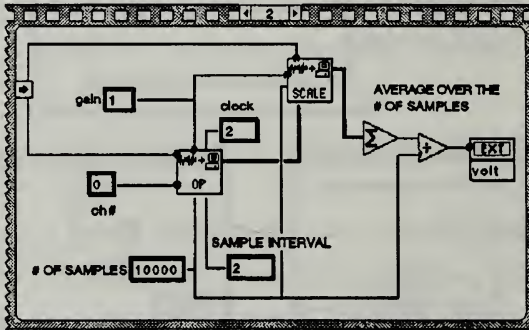 2
gain 1
SCALE
AVERAGE OVER THE
# OF SAMPLES
clock
2
EXT
volt
0
OP
ch#
SAMPLE INTERVAL
# OF SAMPLES 10000
2